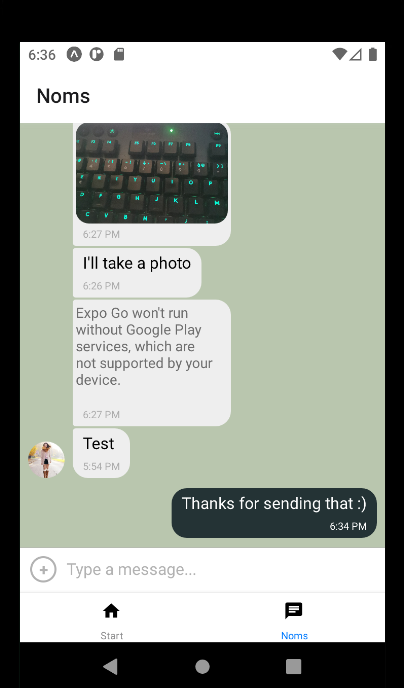 6:36
Noms
6:27 PM
I'll take a photo
6:26 PM
Expo Go won't run
without Google Play
services, which are
not supported by your
device.
6:27 PM
Test
5:54 PM
Thanks for sending that :)
6:34 PM
Type a message...
Start
Noms